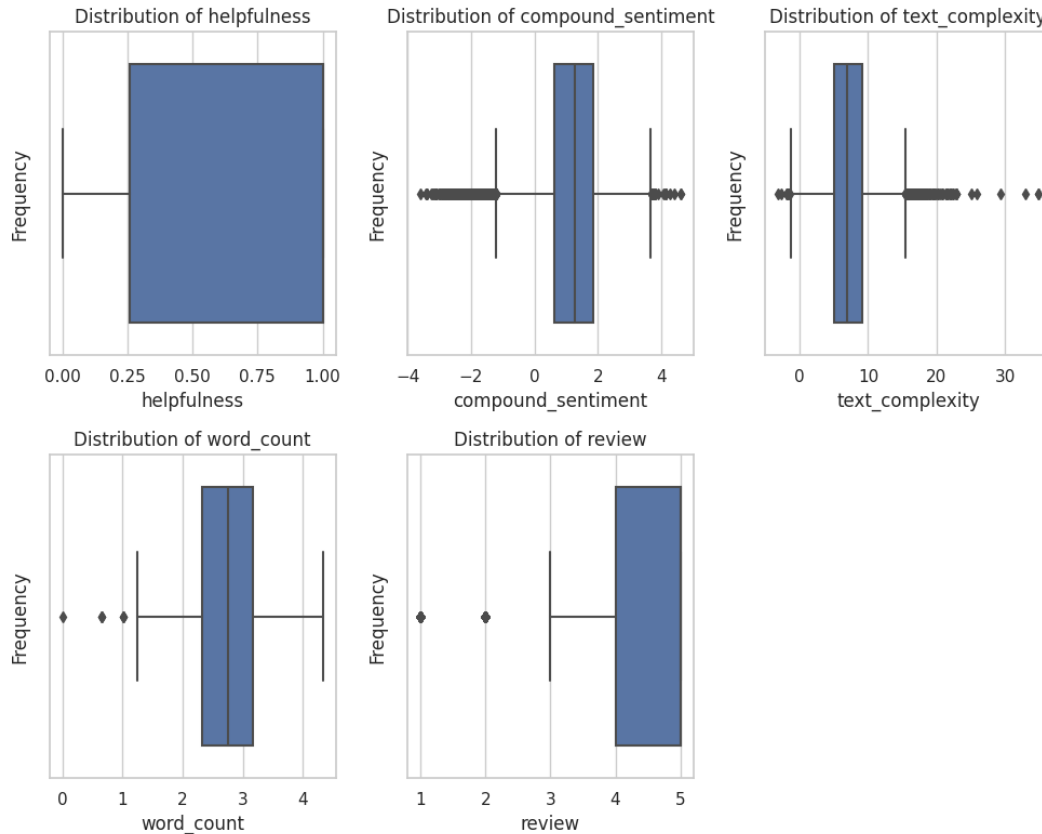 Distribution of helpfulness
Frequency
0.00 0.25 0.50 0.75 1.00
helpfulness
Distribution of compound_sentiment
Frequency
−4 −2 0 2 4
compound_sentiment
Distribution of text_complexity
Frequency
0 10 20 30
text_complexity
Distribution of word_count
Frequency
0 1 2 3 4
word_count
Distribution of review
Frequency
1 2 3 4 5
review